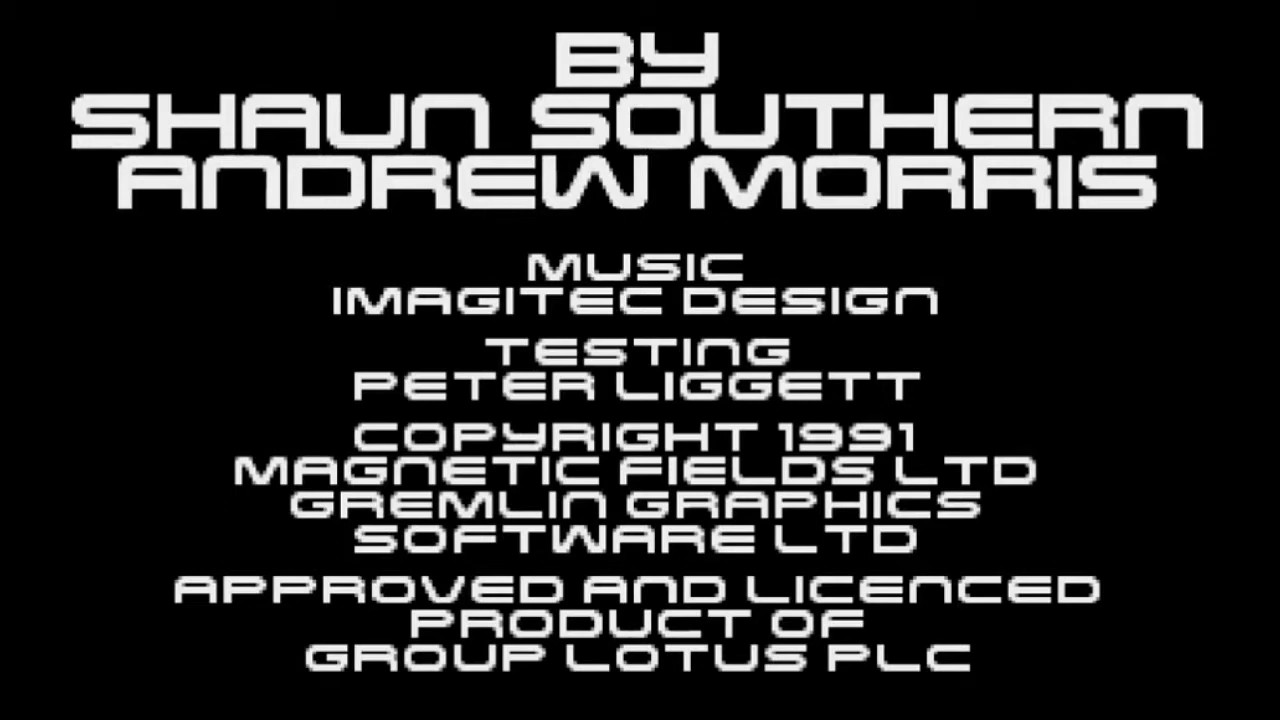 BY
SHAUN SOUTHERN
ANDREW MORRIS
MUSIC
IMAGITEC DESIGN
TESTING
PETER LIGGETT
COPYRIGHT 1991
MAGNETIC FIELDS LTD
GREMLIN GRAPHICS
SOFTWARE LTD
APPROVED AND LICENCED
PRODUCT OF
GROUP LOTUS PLC